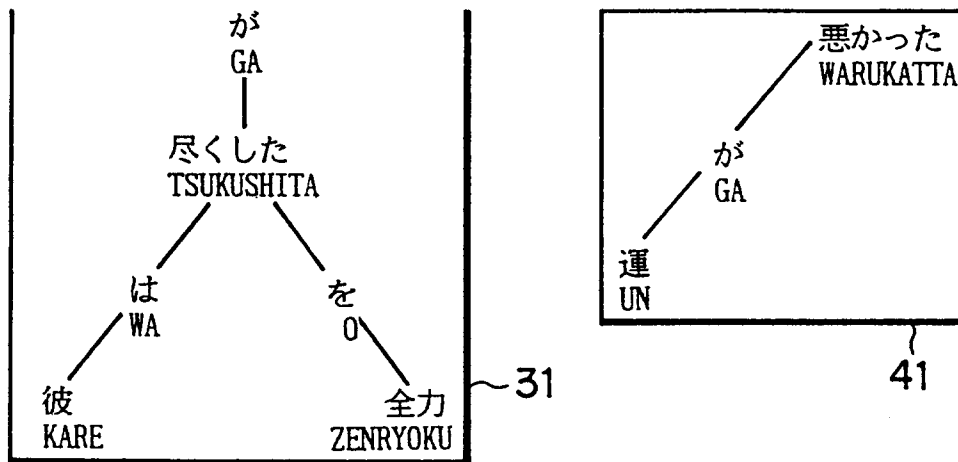 が
GA
尽くした
TSUKUSHITA
は
WA
を
O
彼
KARE
全力
ZENRYOKU
31
悪かった
WARUKATTA
が
GA
運
UN
41